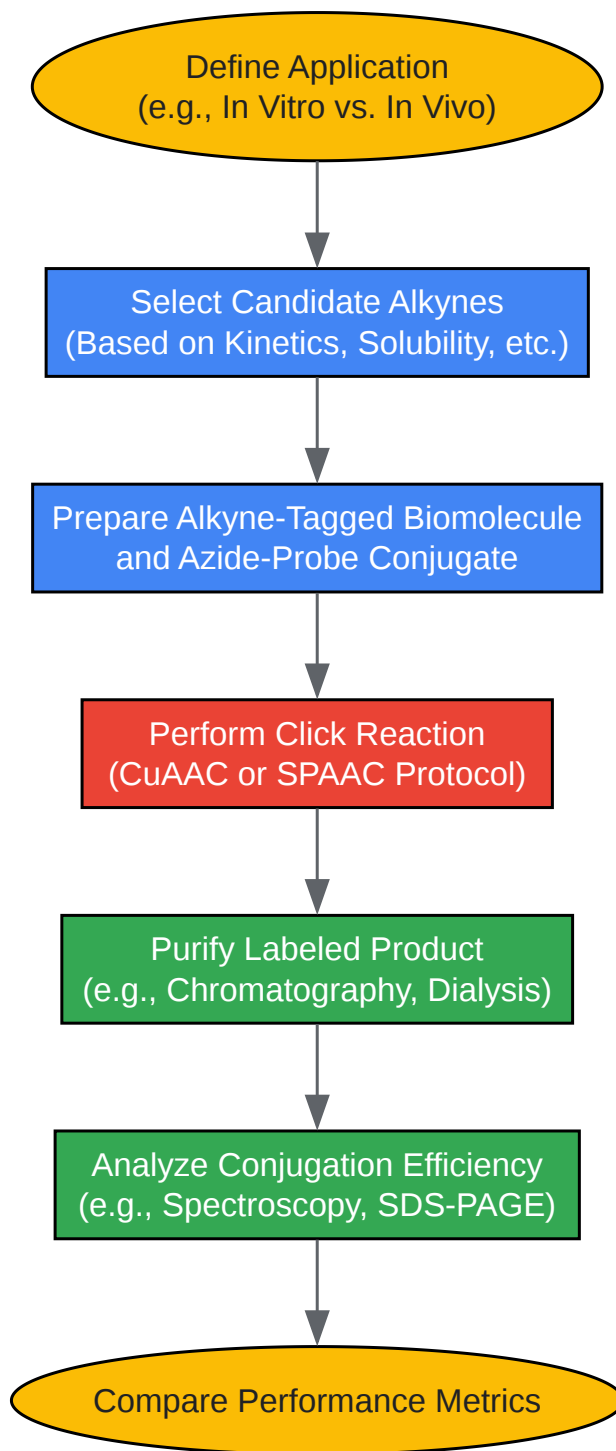 Define Application
(e.g., In Vitro vs. In Vivo)
Select Candidate Alkynes
(Based on Kinetics, Solubility, etc.)
Prepare Alkyne-Tagged Biomolecule
and Azide-Probe Conjugate
Perform Click Reaction
(CuAAC or SPAAC Protocol)
Purify Labeled Product
(e.g., Chromatography, Dialysis)
Analyze Conjugation Efficiency
(e.g., Spectroscopy, SDS-PAGE)
Compare Performance Metrics